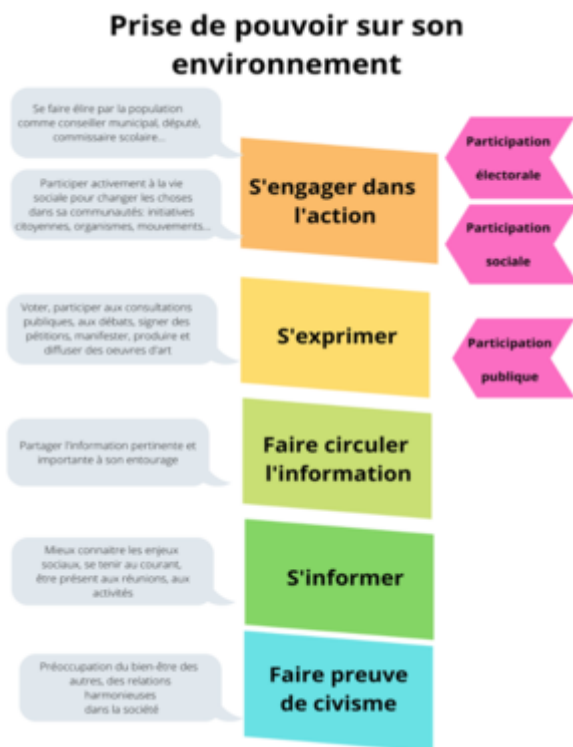 Prise de pouvoir sur son
environnement
Se faire élire par la population
comme conseiller municipal, député,
commissaire scolaire...
Participer activement à la vie
sociale pour changer les choses
dans sa communautés: initiatives
citoyennes, organismes, mouvements...
S'engager dans
l'action
Participation
électorale
Participation
sociale
Voter, participer aux consultations
publiques, aux débats, signer des
pétitions, manifester, produire et
diffuser des oeuvres d'art
S'exprimer
Participation
publique
Partager l'information pertinente et
importante à son entourage
Faire circuler
l'information
Mieux connaitre les enjeux
sociaux, se tenir au courant,
être présent aux réunions, aux
activités
S'informer
Préoccupation du bien-être des
autres, des relations
harmonieuses
dans la société
Faire preuve
de civisme